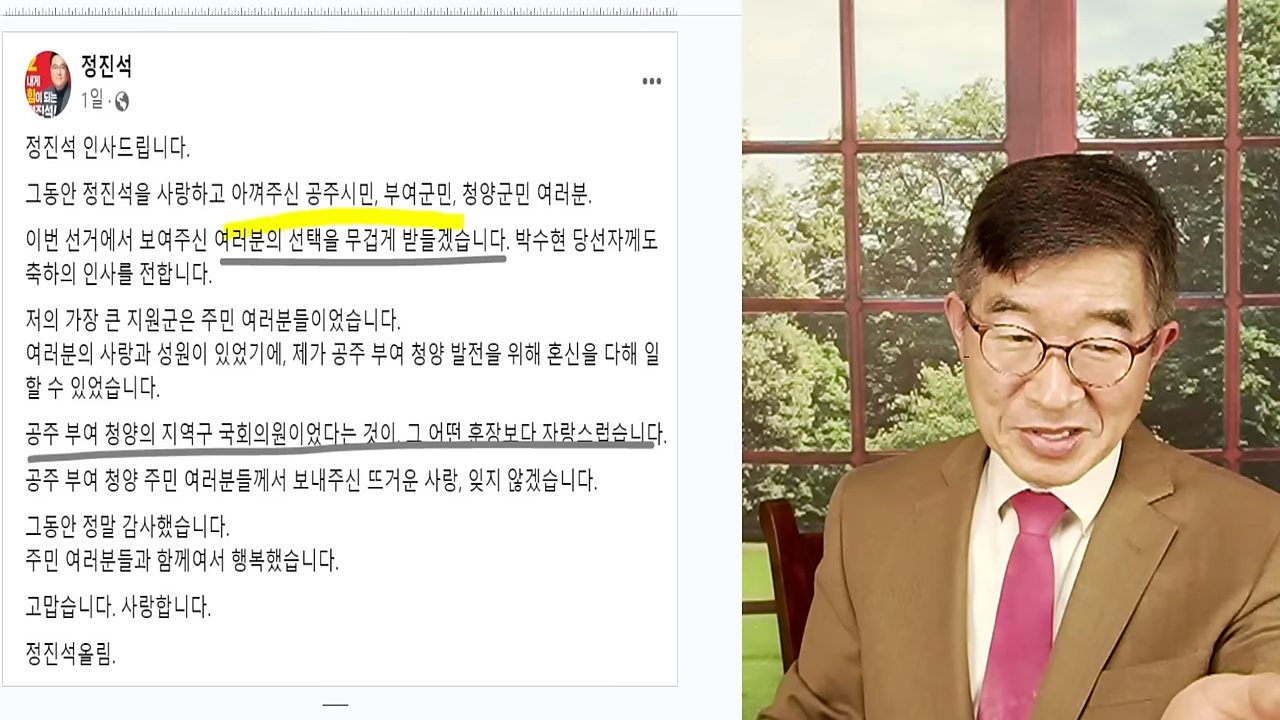 정진석
1일 ·
정진석 인사드립니다.
그동안 정진석을 사랑하고 아껴주신 공주시민, 부여군민, 청양군민 여러분.
이번 선거에서 보여주신 여러분의 선택을 무겁게 받들겠습니다. 박수현 당선자께도
축하의 인사를 전합니다.
저의 가장 큰 지원군은 주민 여러분들이었습니다.
여러분의 사랑과 성원이 있었기에, 제가 공주 부여 청양 발전을 위해 혼신을 다해 일
할 수 있었습니다.
공주 부여 청양의 지역구 국회의원이었다는 것이, 그 어떤 훈장보다 자랑스럽습니다.
공주 부여 청양 주민 여러분들께서 보내주신 뜨거운 사랑, 잊지 않겠습니다.
그동안 정말 감사했습니다.
주민 여러분들과 함께여서 행복했습니다.
고맙습니다. 사랑합니다.
정진석올림.